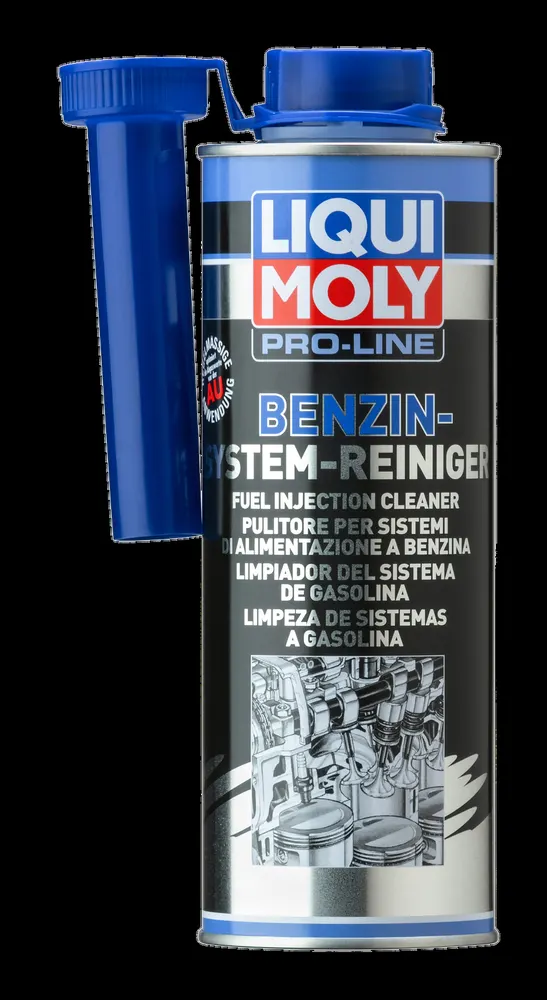 LIQUI
MOLY
PRO-LINE
AU
BENZIN-
SYSTEM-REINIGER
FUEL INJECTION CLEANER
PULITORE PER SISTEMI
DI ALIMENTAZIONE A BENZINA
LIMPIADOR DEL SISTEMA
DE GASOLINA
LIMPEZA DE SISTEMAS
A GASOLINA